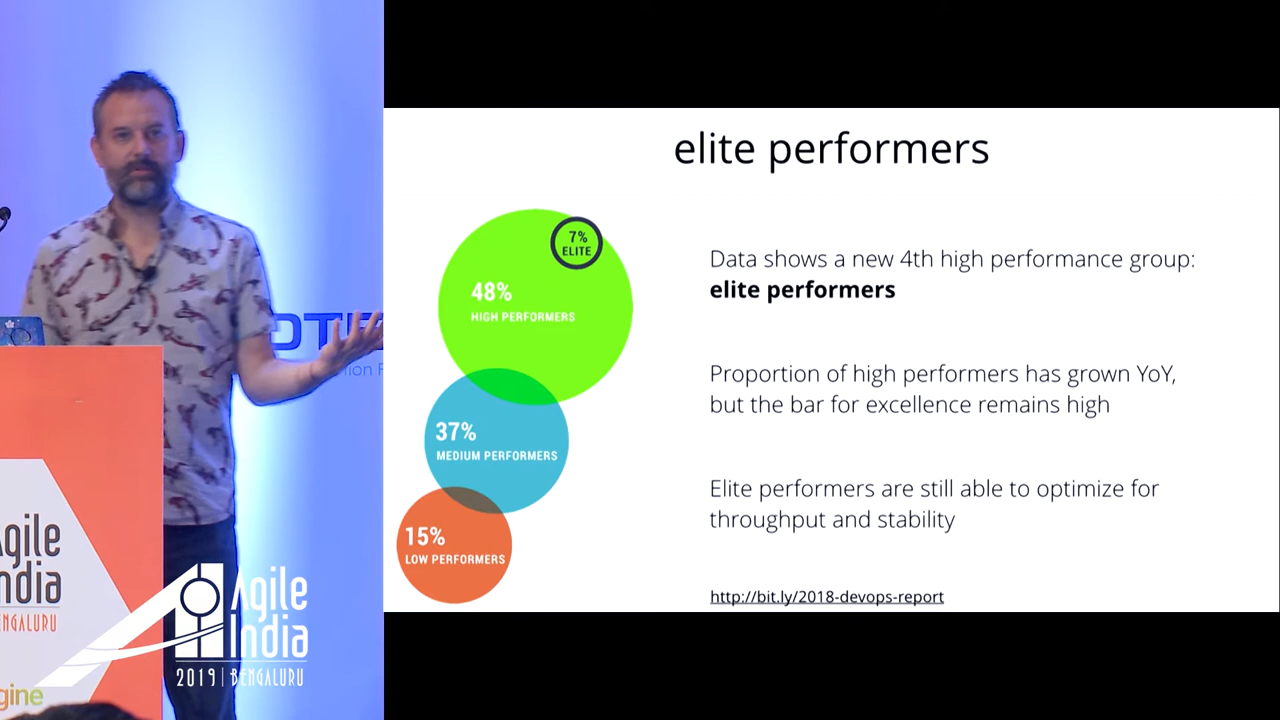 elite performers
7%
ELITE
48%
HIGH PERFORMERS
37%
MEDIUM PERFORMERS
15%
LOW PERFORMERS
Data shows a new 4th high performance group:
elite performers
Proportion of high performers has grown YoY,
but the bar for excellence remains high
Elite performers are still able to optimize for
throughput and stability
http://bit.ly/2018-devops-report
Agile
India
2019 | BENGALURU